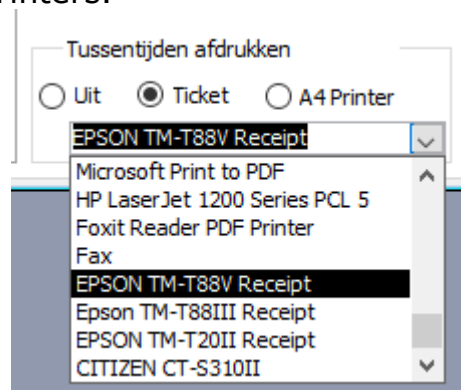 Tussentijden afdrukken
Uit Ticket A4 Printer
EPSON TM-T88V Receipt
Microsoft Print to PDF
HP LaserJet 1200 Series PCL 5
Foxit Reader PDF Printer
Fax
EPSON TM-T88V Receipt
Epson TM-T88III Receipt
EPSON TM-T20II Receipt
CITIZEN CT-S310II